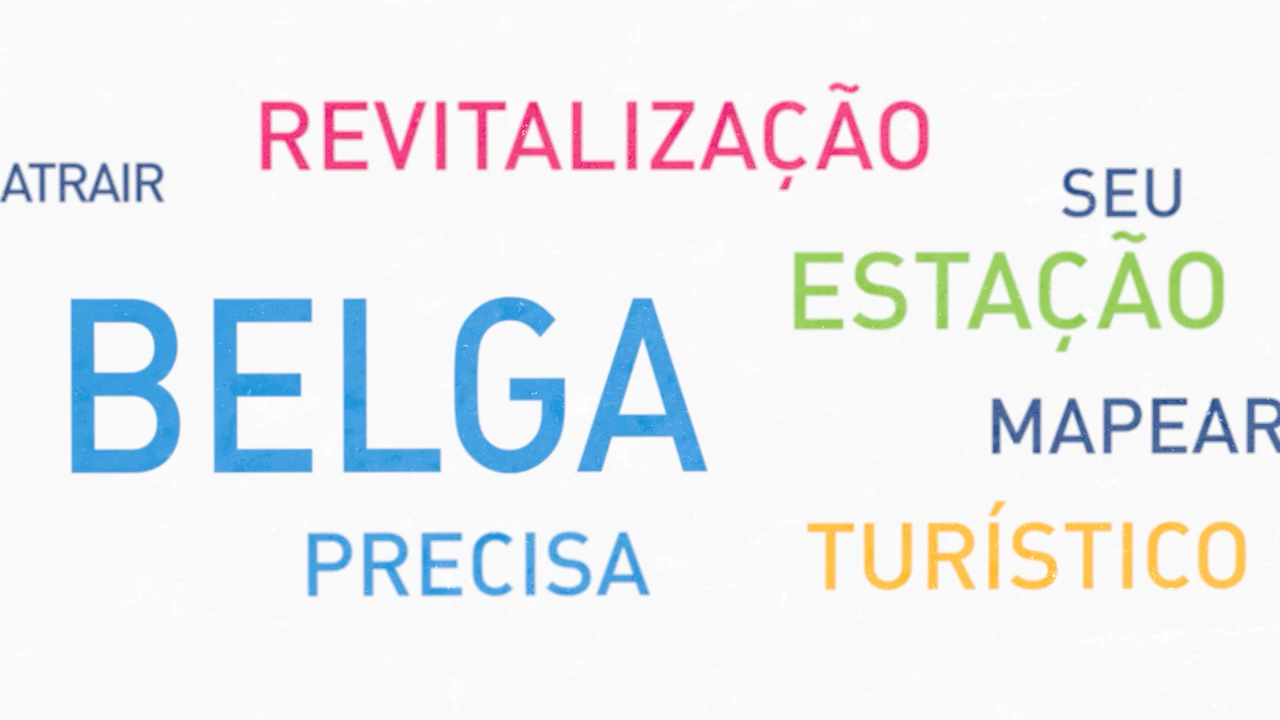 REVITALIZAÇÃO
ATRAIR
SEU
ESTAÇÃO
BELGA
MAPEAR
PRECISA
TURÍSTICO